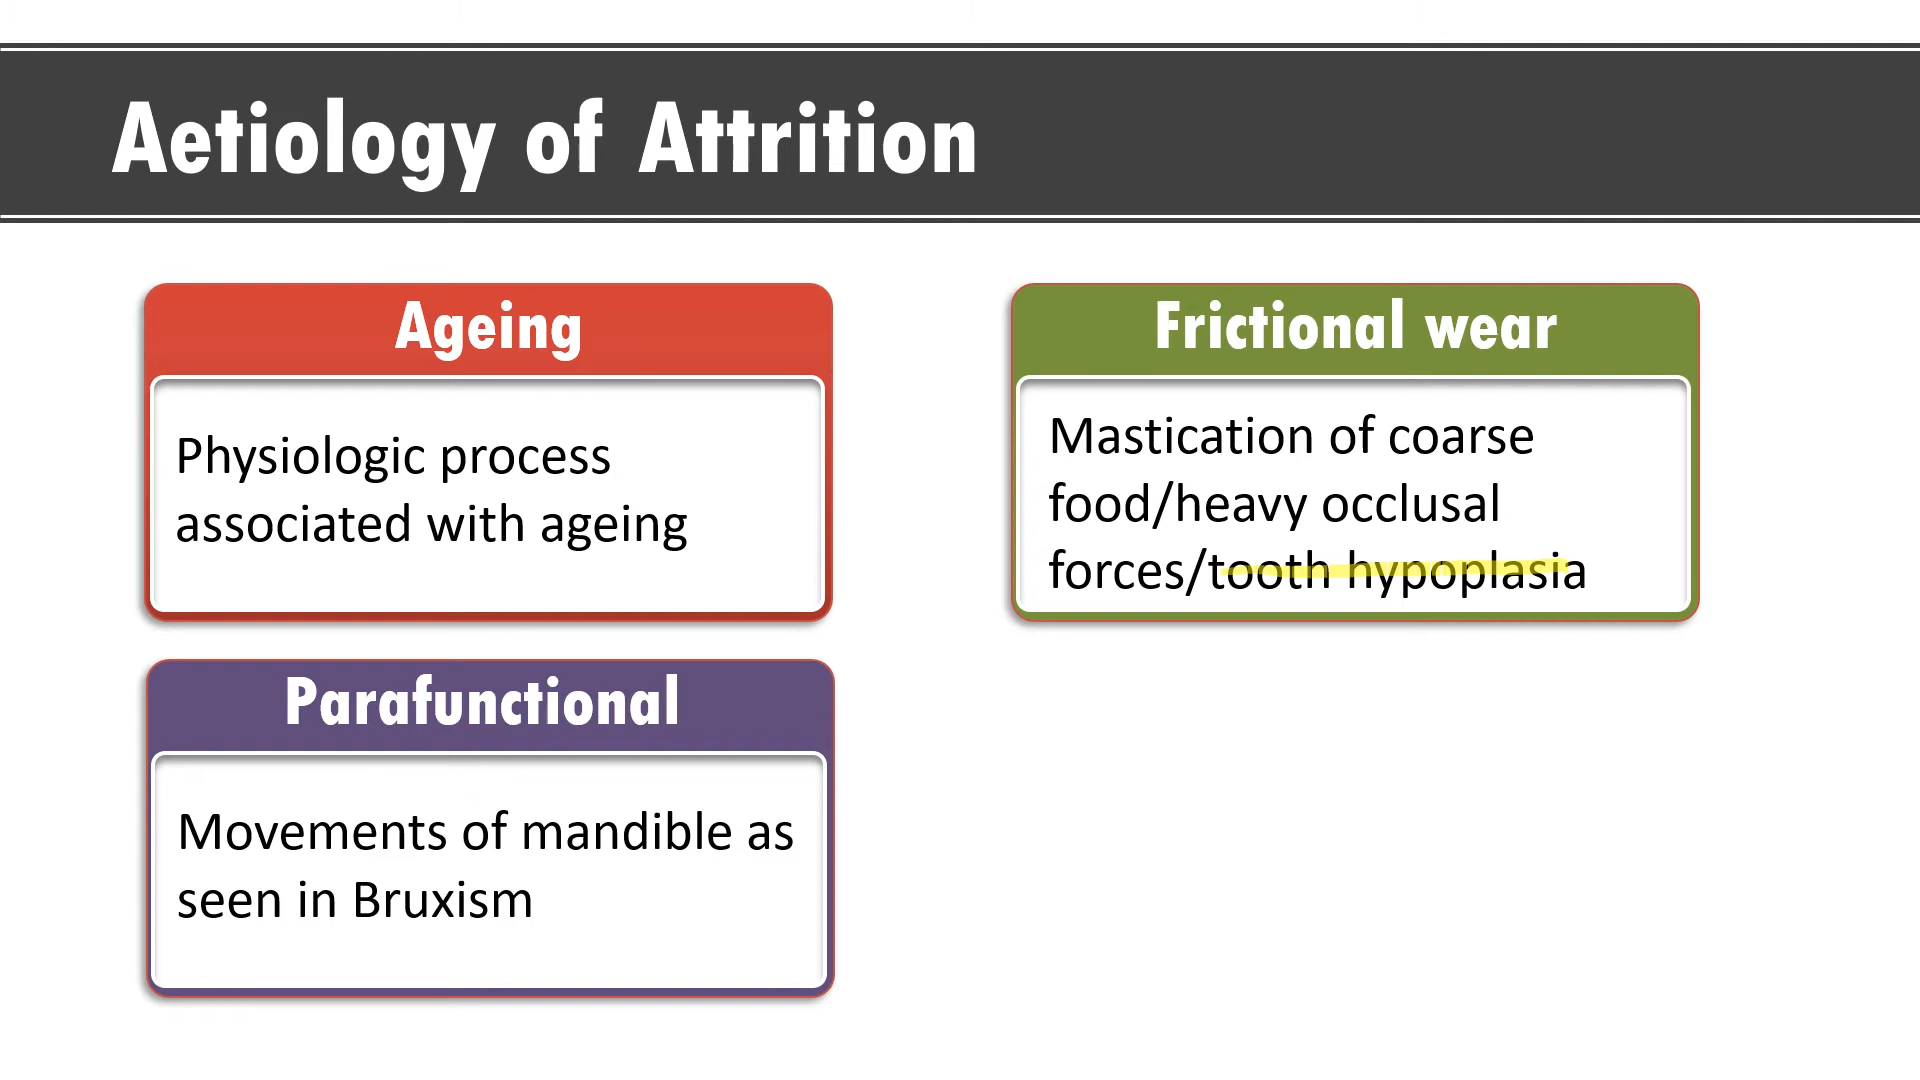 Aetiology of Attrition
Ageing
Physiologic process
associated with ageing
Frictional wear
Mastication of coarse
food/heavy occlusal
forces/tooth hypoplasia
Parafunctional
Movements of mandible as
seen in Bruxism